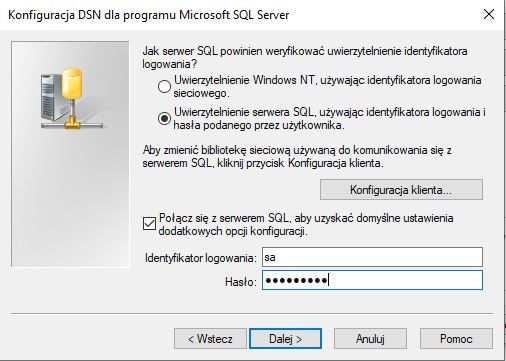 Konfiguracja DSN dla programu Microsoft SQL Server
Jak serwer SQL powinien weryfikować uwierzytelnienie identyfikatora
logowania?
Uwierzytelnienie Windows NT, używając identyfikatora logowania
sieciowego.
Uwierzytelnienie serwera SQL, używając identyfikatora logowania i
hasła podanego przez użytkownika.
Aby zmienić bibliotekę sieciową używaną do komunikowania się z
serwerem SQL, kliknij przycisk Konfiguracja klienta.
Konfiguracja klienta...
Połącz się z serwerem SQL, aby uzyskać domyślne ustawienia
dodatkowych opcji konfiguracji.
Identyfikator logowania: sa
Hasło: ●●●●●●●●●
< Wstecz Dalej > Anuluj Pomoc